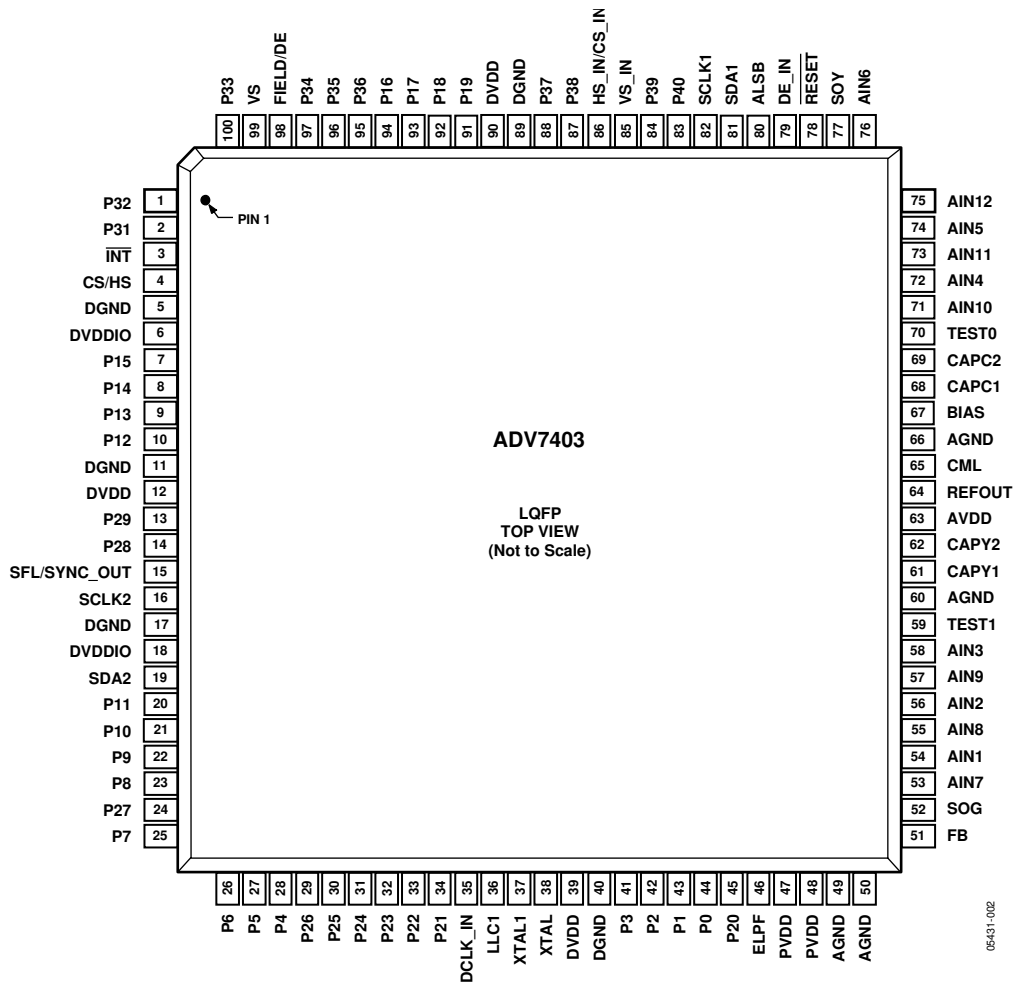 P33 VS FIELD/DE P34 P35 P36 P16 P17 P18 P19 DVDD DGND P37 P38 HS_IN/CS_IN VS_IN P39 P40 SCLK1 SDA1 ALSB DE_IN RESET SOY AIN6
100 99 98 97 96 95 94 93 92 91 90 89 88 87 86 85 84 83 82 81 80 79 78 77 76
PIN 1
P32 1
P31 2
INT 3
CS/HS 4
DGND 5
DVDDIO 6
P15 7
P14 8
P13 9
P12 10
DGND 11
DVDD 12
P29 13
P28 14
SFL/SYNC_OUT 15
SCLK2 16
DGND 17
DVDDIO 18
SDA2 19
P11 20
P10 21
P9 22
P8 23
P27 24
P7 25
ADV7403
LQFP
TOP VIEW
(Not to Scale)
75 AIN12
74 AIN5
73 AIN11
72 AIN4
71 AIN10
70 TEST0
69 CAPC2
68 CAPC1
67 BIAS
66 AGND
65 CML
64 REFOUT
63 AVDD
62 CAPY2
61 CAPY1
60 AGND
59 TEST1
58 AIN3
57 AIN9
56 AIN2
55 AIN8
54 AIN1
53 AIN7
52 SOG
51 FB
26 27 28 29 30 31 32 33 34 35 36 37 38 39 40 41 42 43 44 45 46 47 48 49 50
P6 P5 P4 P26 P25 P24 P23 P22 P21 DCLK_IN LLC1 XTAL1 XTAL DVDD DGND P3 P2 P1 P0 P20 ELPF PVDD PVDD AGND AGND
05431-002